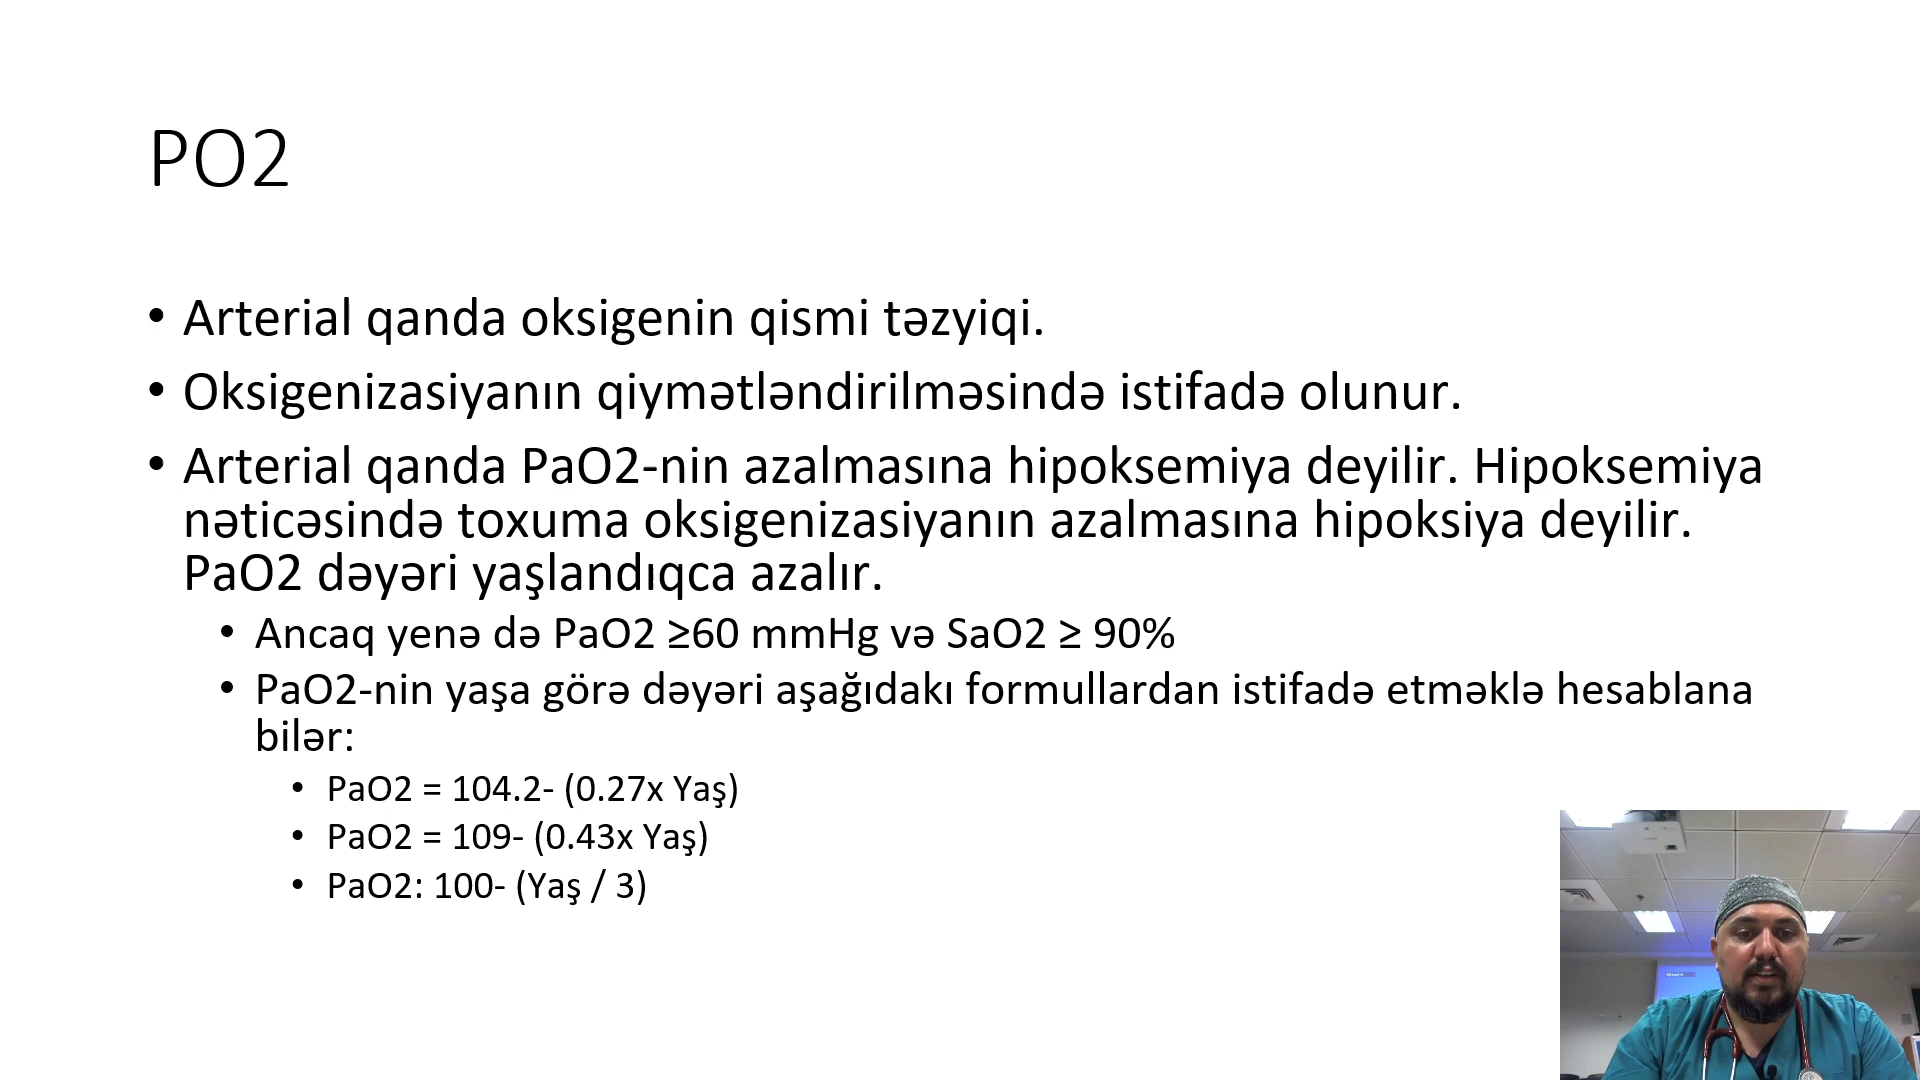 PO2
• Arterial qanda oksigenin qismi təzyiqi.
• Oksigenizasiyanın qiymətləndirilməsində istifadə olunur.
• Arterial qanda PaO2-nin azalmasına hipoksemiya deyilir. Hipoksemiya
nəticəsində toxuma oksigenizasiyanın azalmasına hipoksiya deyilir.
PaO2 dəyəri yaşlandıqca azalır.
• Ancaq yenə də PaO2 ≥60 mmHg və SaO2 ≥ 90%
• PaO2-nin yaşa görə dəyəri aşağıdakı formullardan istifadə etməklə hesablana
bilər:
• PaO2 = 104.2- (0.27x Yaş)
• PaO2 = 109- (0.43x Yaş)
• PaO2: 100- (Yaş / 3)